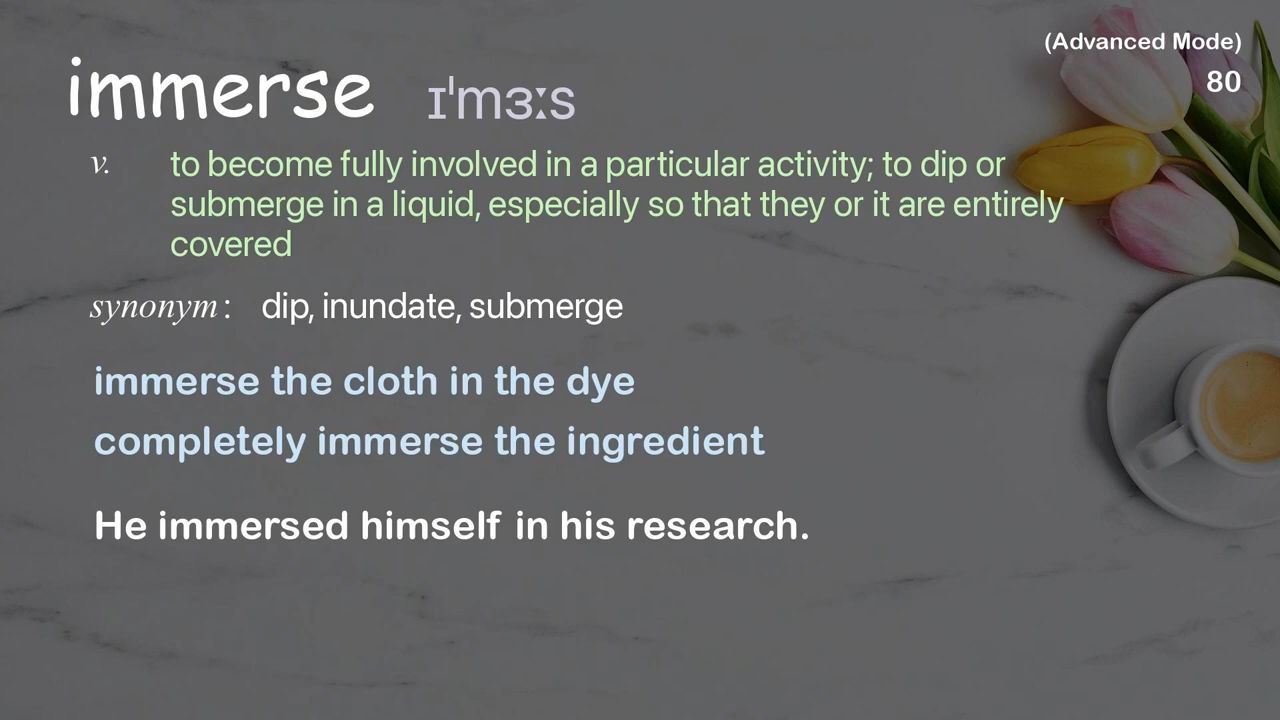 (Advanced Mode)
80
immerse ɪˈmɜːs
v. to become fully involved in a particular activity; to dip or
submerge in a liquid, especially so that they or it are entirely
covered
synonym: dip, inundate, submerge
immerse the cloth in the dye
completely immerse the ingredient
He immersed himself in his research.